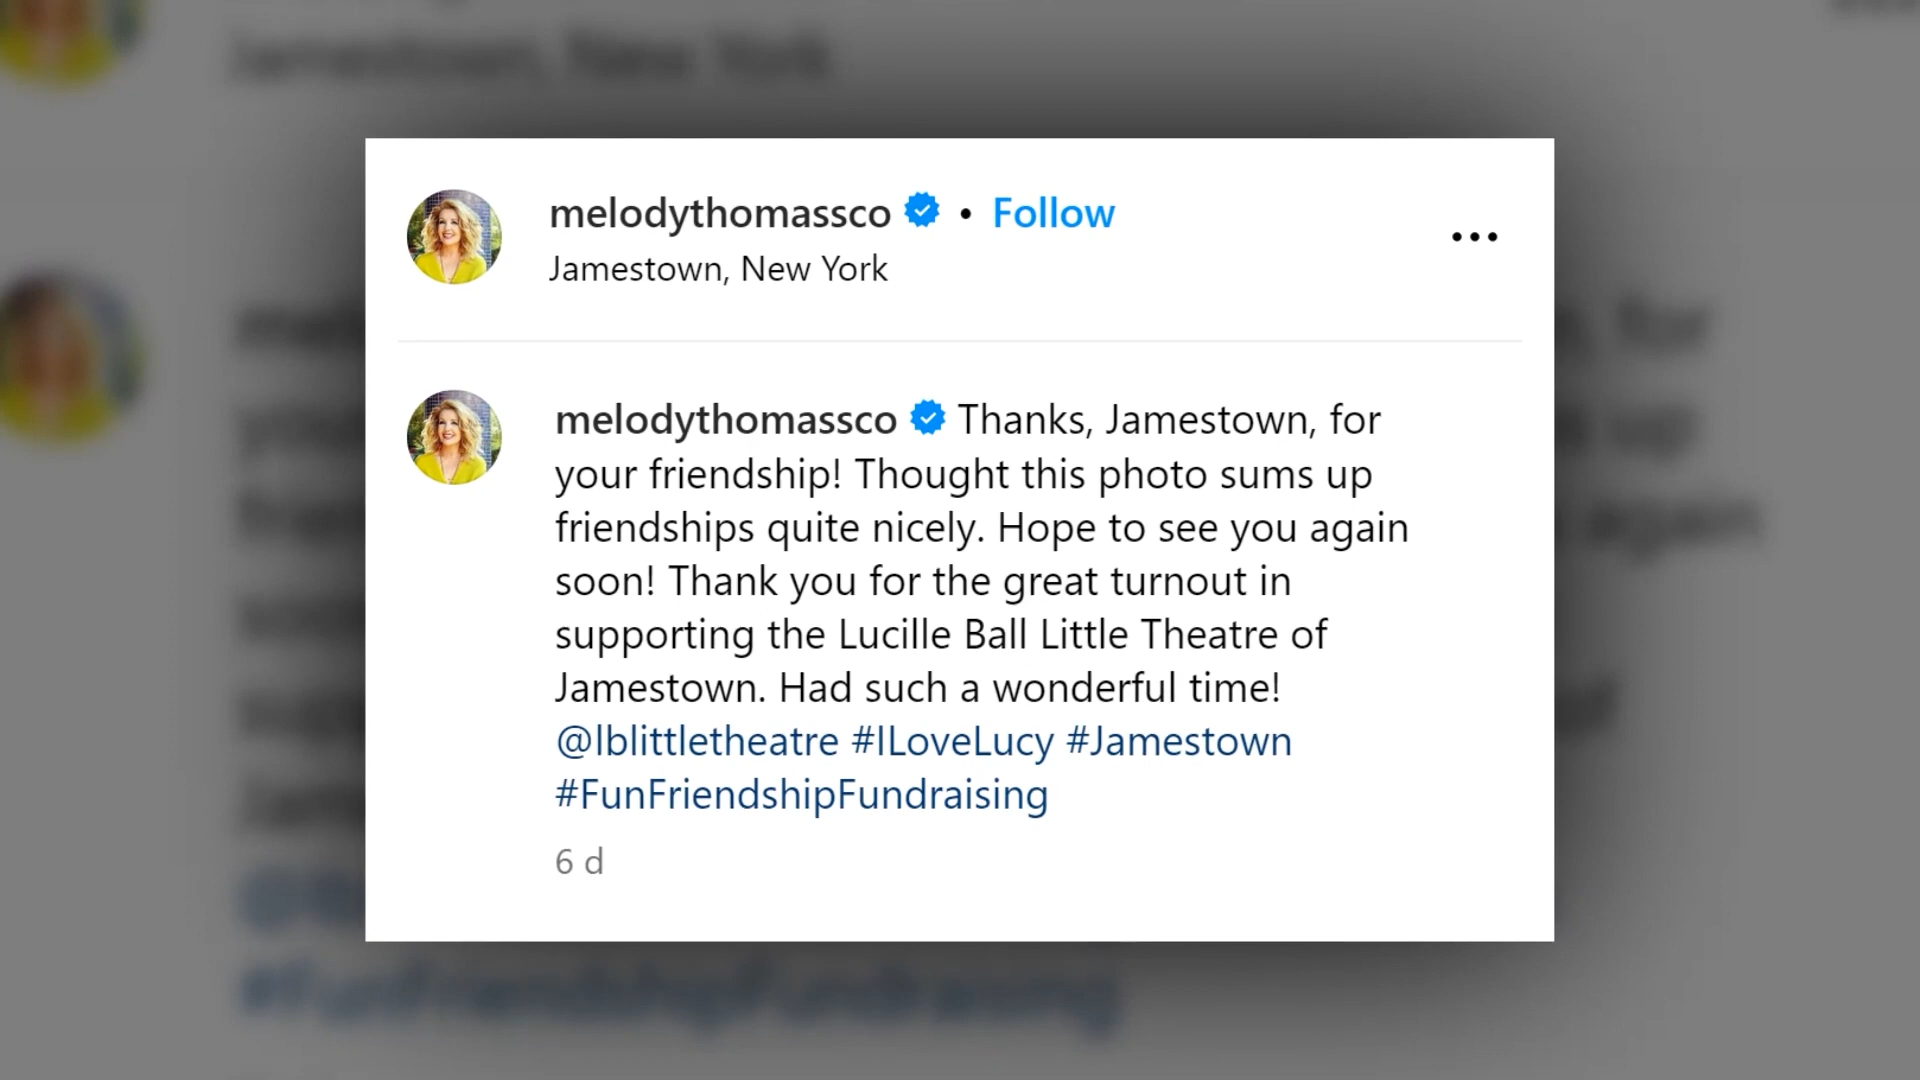 melodythomassco • Follow
Jamestown, New York
melodythomassco Thanks, Jamestown, for
your friendship! Thought this photo sums up
friendships quite nicely. Hope to see you again
soon! Thank you for the great turnout in
supporting the Lucille Ball Little Theatre of
Jamestown. Had such a wonderful time!
@lblittletheatre #ILoveLucy #Jamestown
#FunFriendshipFundraising
6 d